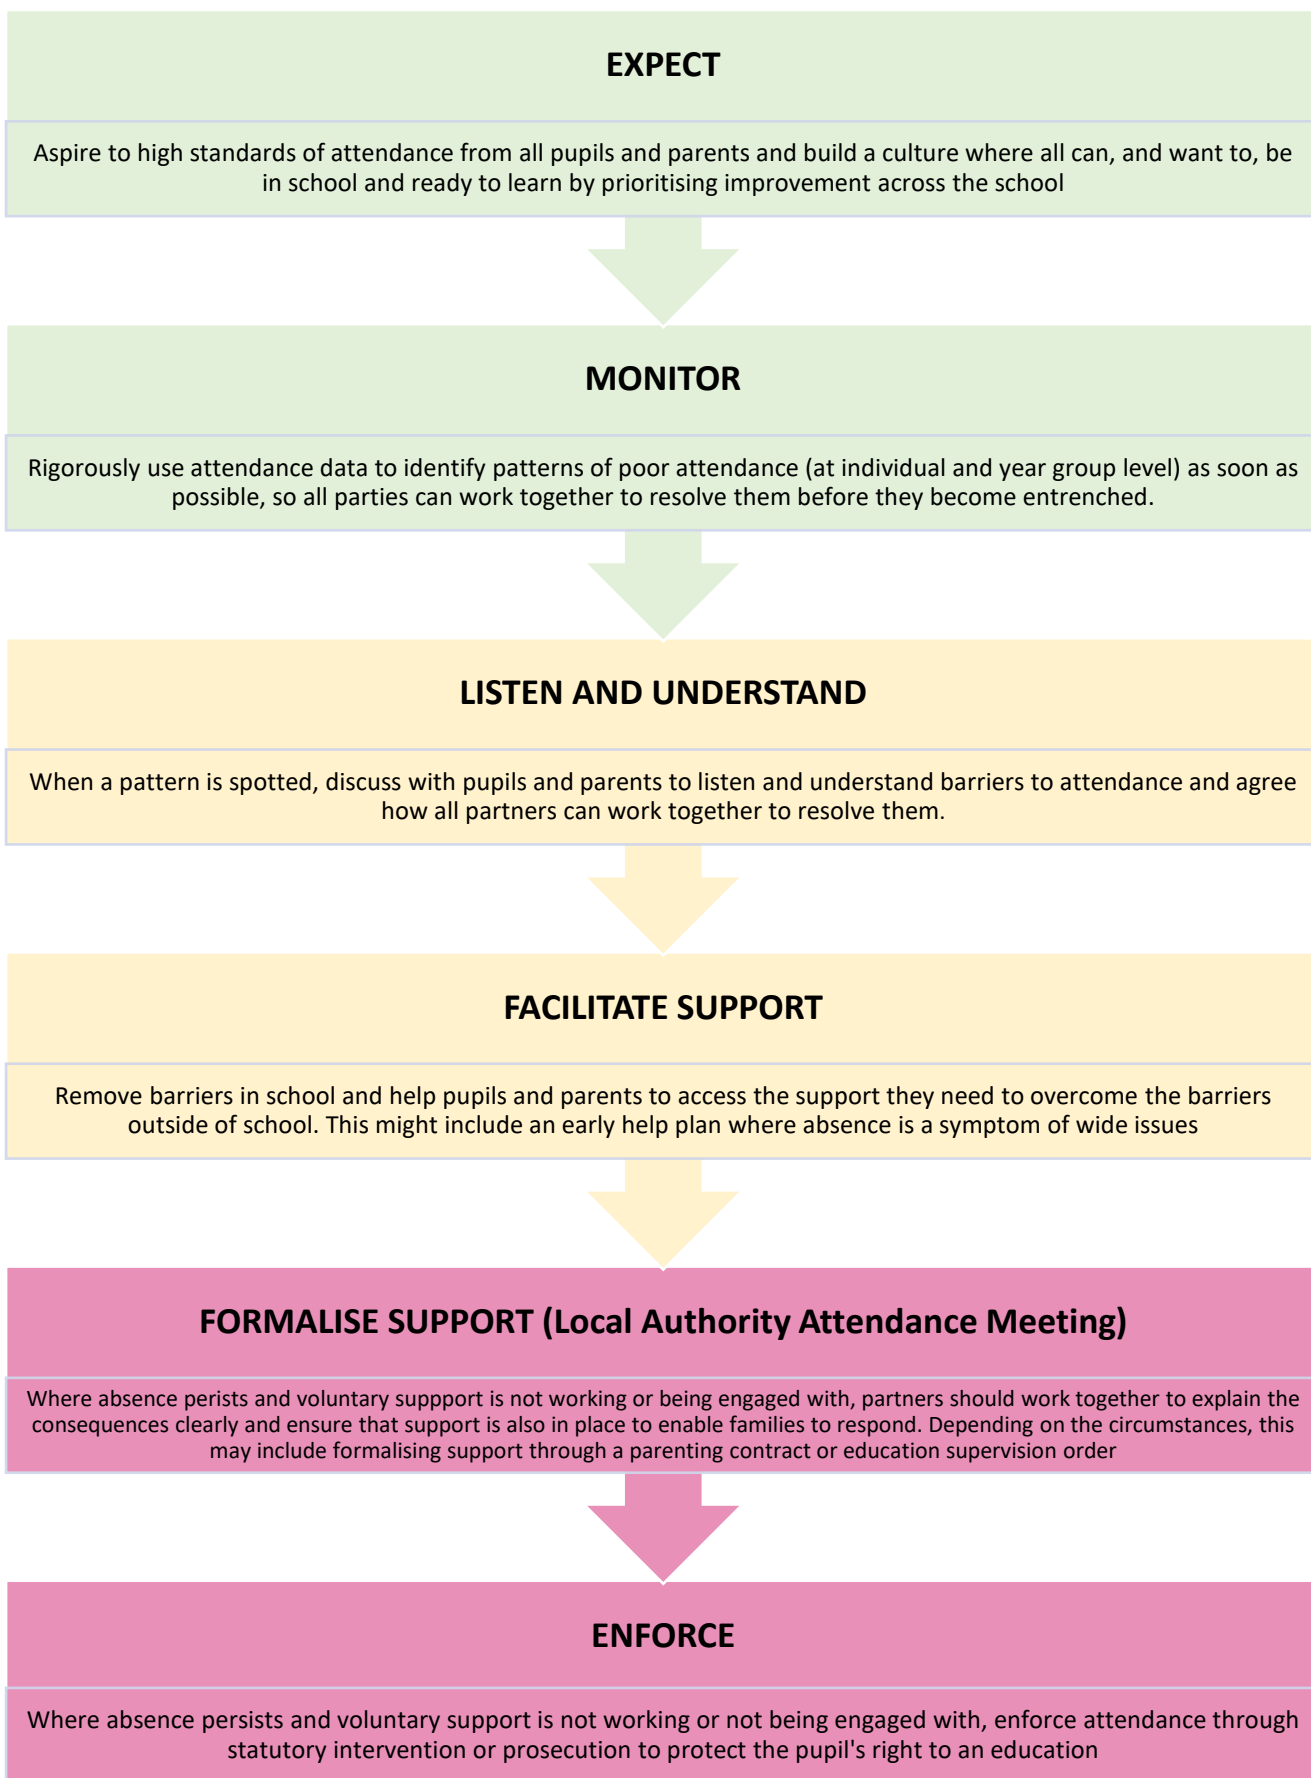 EXPECT
Aspire to high standards of attendance from all pupils and parents and build a culture where all can, and want to, be
in school and ready to learn by prioritising improvement across the school
MONITOR
Rigorously use attendance data to identify patterns of poor attendance (at individual and year group level) as soon as
possible, so all parties can work together to resolve them before they become entrenched.
LISTEN AND UNDERSTAND
When a pattern is spotted, discuss with pupils and parents to listen and understand barriers to attendance and agree
how all partners can work together to resolve them.
FACILITATE SUPPORT
Remove barriers in school and help pupils and parents to access the support they need to overcome the barriers
outside of school. This might include an early help plan where absence is a symptom of wide issues
FORMALISE SUPPORT (Local Authority Attendance Meeting)
Where absence perists and voluntary suppport is not working or being engaged with, partners should work together to explain the
consequences clearly and ensure that support is also in place to enable families to respond. Depending on the circumstances, this
may include formalising support through a parenting contract or education supervision order
ENFORCE
Where absence persists and voluntary support is not working or not being engaged with, enforce attendance through
statutory intervention or prosecution to protect the pupil's right to an education